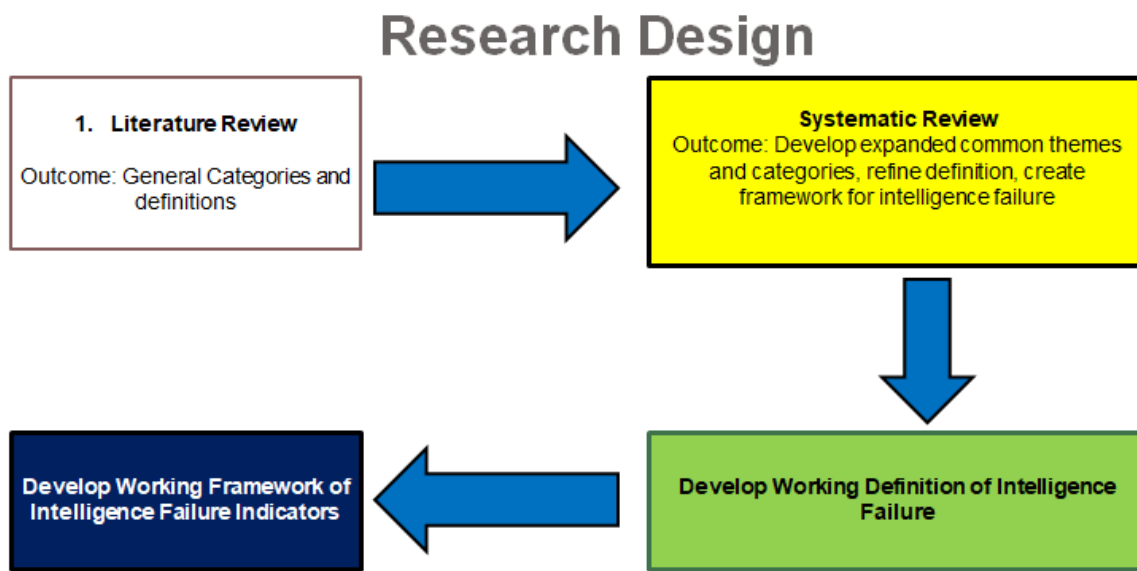 Research Design
1. Literature Review
Outcome: General Categories and
definitions
Systematic Review
Outcome: Develop expanded common themes
and categories, refine definition, create
framework for intelligence failure
Develop Working Definition of Intelligence
Failure
Develop Working Framework of
Intelligence Failure Indicators